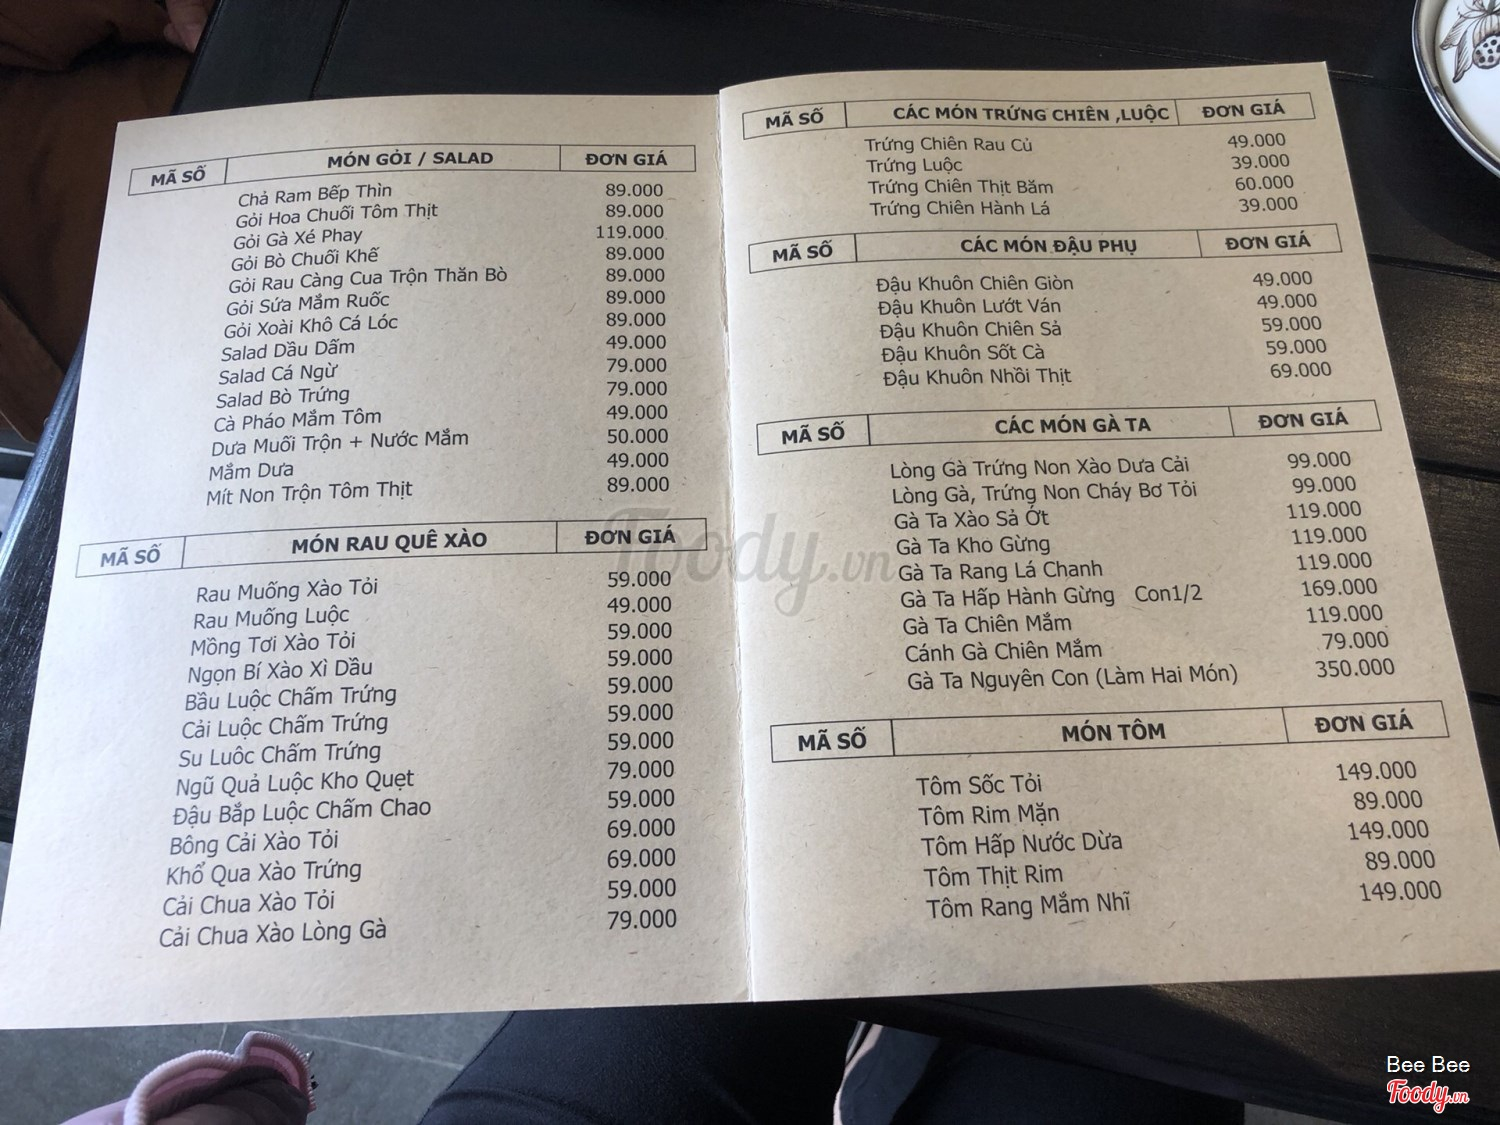 MÃ SỐ MÓN GỎI / SALAD ĐƠN GIÁ
Chả Ram Bếp Thìn 89.000
Gỏi Hoa Chuối Tôm Thịt 89.000
Gỏi Gà Xé Phay 119.000
Gỏi Bò Chuối Khế 89.000
Gỏi Rau Càng Cua Trộn Thăn Bò 89.000
Gỏi Sứa Mắm Ruốc 89.000
Gỏi Xoài Khô Cá Lóc 89.000
Salad Dầu Dấm 49.000
Salad Cá Ngừ 79.000
Salad Bò Trứng 79.000
Cà Pháo Mắm Tôm 49.000
Dưa Muối Trộn + Nước Mắm 50.000
Mắm Dưa 49.000
Mít Non Trộn Tôm Thịt 89.000
MÃ SỐ MÓN RAU QUÊ XÀO ĐƠN GIÁ
Rau Muống Xào Tỏi 59.000
Rau Muống Luộc 49.000
Mồng Tơi Xào Tỏi 59.000
Ngọn Bí Xào Xì Dầu 59.000
Bầu Luộc Chấm Trứng 59.000
Cải Luộc Chấm Trứng 59.000
Su Luôc Chấm Trứng 59.000
Ngũ Quả Luộc Kho Quẹt 79.000
Đậu Bắp Luộc Chấm Chao 59.000
Bông Cải Xào Tỏi 69.000
Khổ Qua Xào Trứng 69.000
Cải Chua Xào Tỏi 59.000
Cải Chua Xào Lòng Gà 79.000
MÃ SỐ CÁC MÓN TRỨNG CHIÊN ,LUỘC ĐƠN GIÁ
Trứng Chiên Rau Củ 49.000
Trứng Luộc 39.000
Trứng Chiên Thịt Băm 60.000
Trứng Chiên Hành Lá 39.000
MÃ SỐ CÁC MÓN ĐẬU PHỤ ĐƠN GIÁ
Đậu Khuôn Chiên Giòn 49.000
Đậu Khuôn Lướt Ván 49.000
Đậu Khuôn Chiên Sả 59.000
Đậu Khuôn Sốt Cà 59.000
Đậu Khuôn Nhồi Thịt 69.000
MÃ SỐ CÁC MÓN GÀ TA ĐƠN GIÁ
Lòng Gà Trứng Non Xào Dưa Cải 99.000
Lòng Gà, Trứng Non Cháy Bơ Tỏi 99.000
Gà Ta Xào Sả Ớt 119.000
Gà Ta Kho Gừng 119.000
Gà Ta Rang Lá Chanh 119.000
Gà Ta Hấp Hành Gừng Con1/2 169.000
Gà Ta Chiên Mắm 119.000
Cánh Gà Chiên Mắm 79.000
Gà Ta Nguyên Con (Làm Hai Món) 350.000
MÃ SỐ MÓN TÔM ĐƠN GIÁ
Tôm Sốc Tỏi 149.000
Tôm Rim Mặn 89.000
Tôm Hấp Nước Dừa 149.000
Tôm Thịt Rim 89.000
Tôm Rang Mắm Nhĩ 149.000
Foody.vn
Bee Bee
Foody.vn